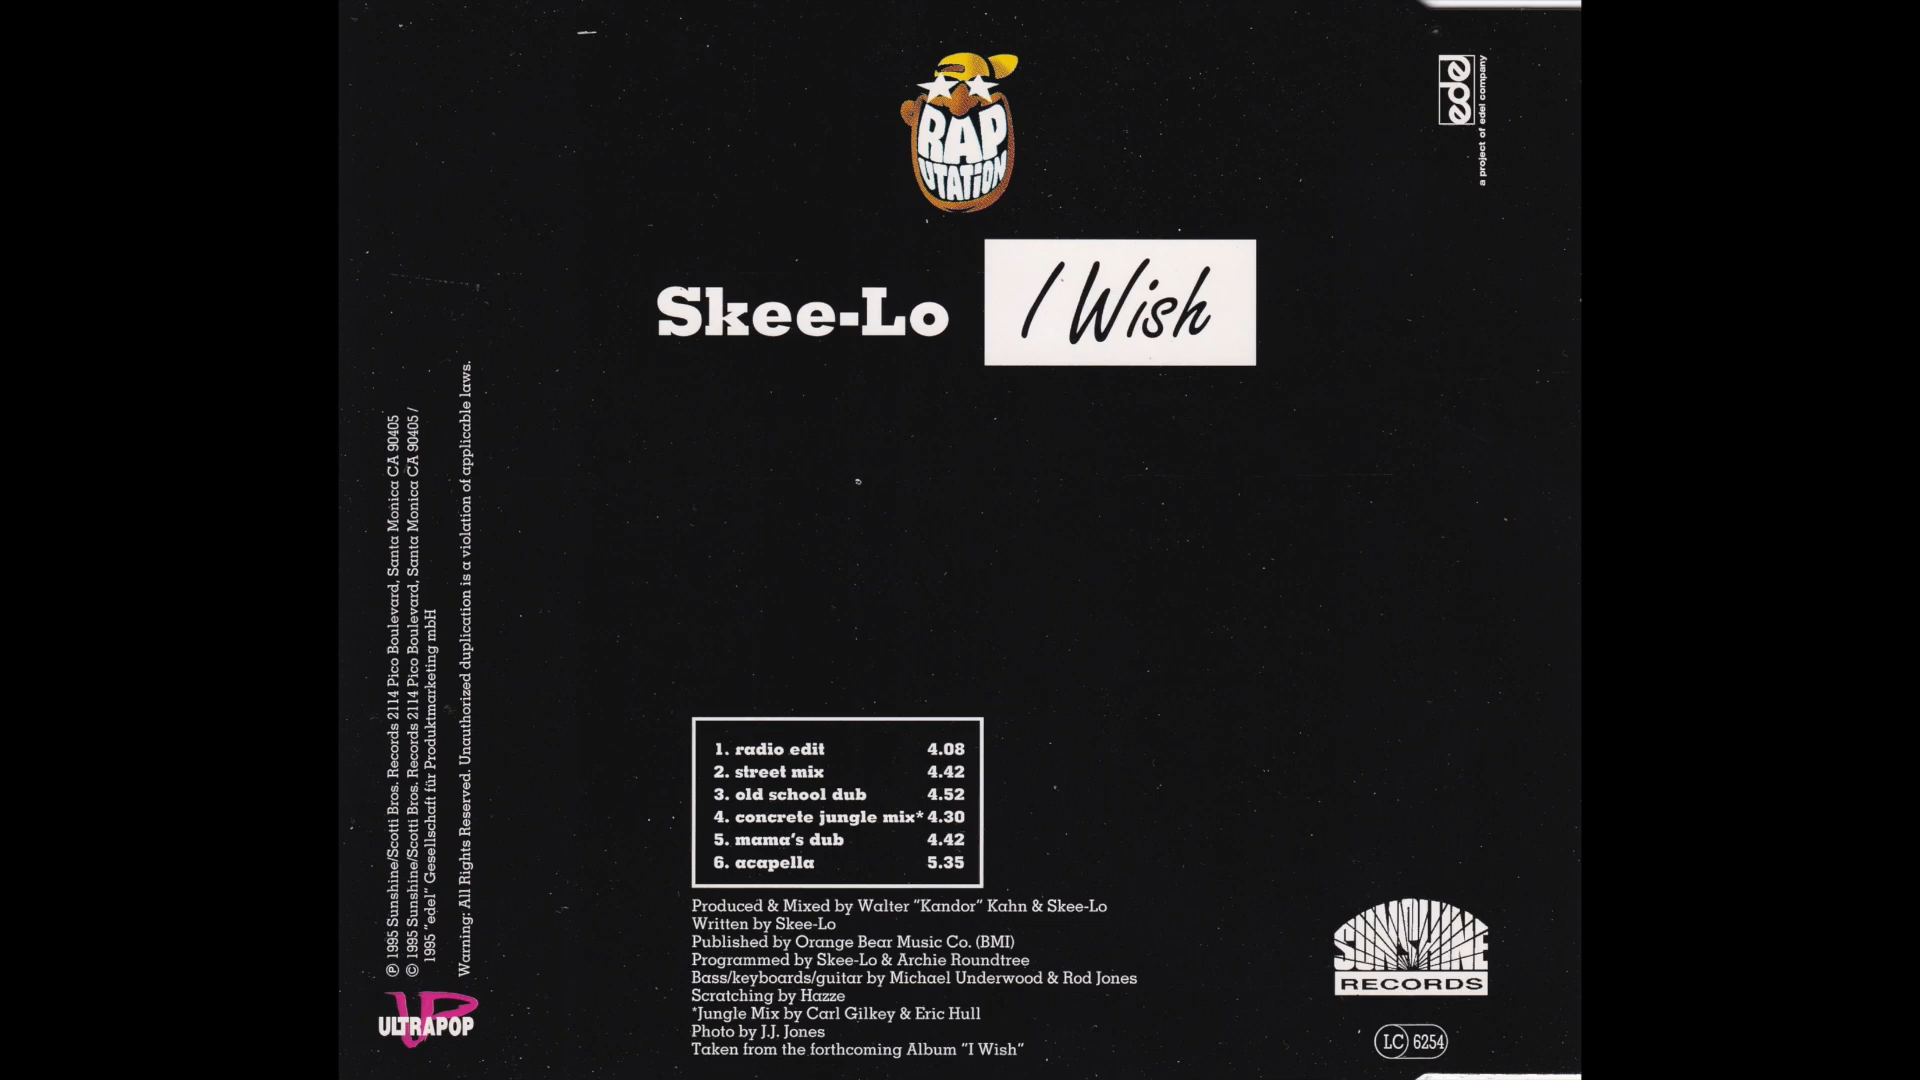 RAP
UTATION
edel
a project of edel company
Skee-Lo
I Wish
℗ 1995 Sunshine/Scotti Bros. Records 2114 Pico Boulevard, Santa Monica CA 90405
© 1995 Sunshine/Scotti Bros. Records 2114 Pico Boulevard, Santa Monica CA 90405 /
1995 "edel" Gesellschaft für Produktmarketing mbH
Warning: All Rights Reserved. Unauthorized duplication is a violation of applicable laws.
1. radio edit 4.08
2. street mix 4.42
3. old school dub 4.52
4. concrete jungle mix* 4.30
5. mama's dub 4.42
6. acapella 5.35
Produced & Mixed by Walter "Kandor" Kahn & Skee-Lo
Written by Skee-Lo
Published by Orange Bear Music Co. (BMI)
Programmed by Skee-Lo & Archie Roundtree
Bass/keyboards/guitar by Michael Underwood & Rod Jones
Scratching by Hazze
*Jungle Mix by Carl Gilkey & Eric Hull
Photo by J.J. Jones
Taken from the forthcoming Album "I Wish"
UP
ULTRAPOP
SUNSHINE
RECORDS
LC 6254